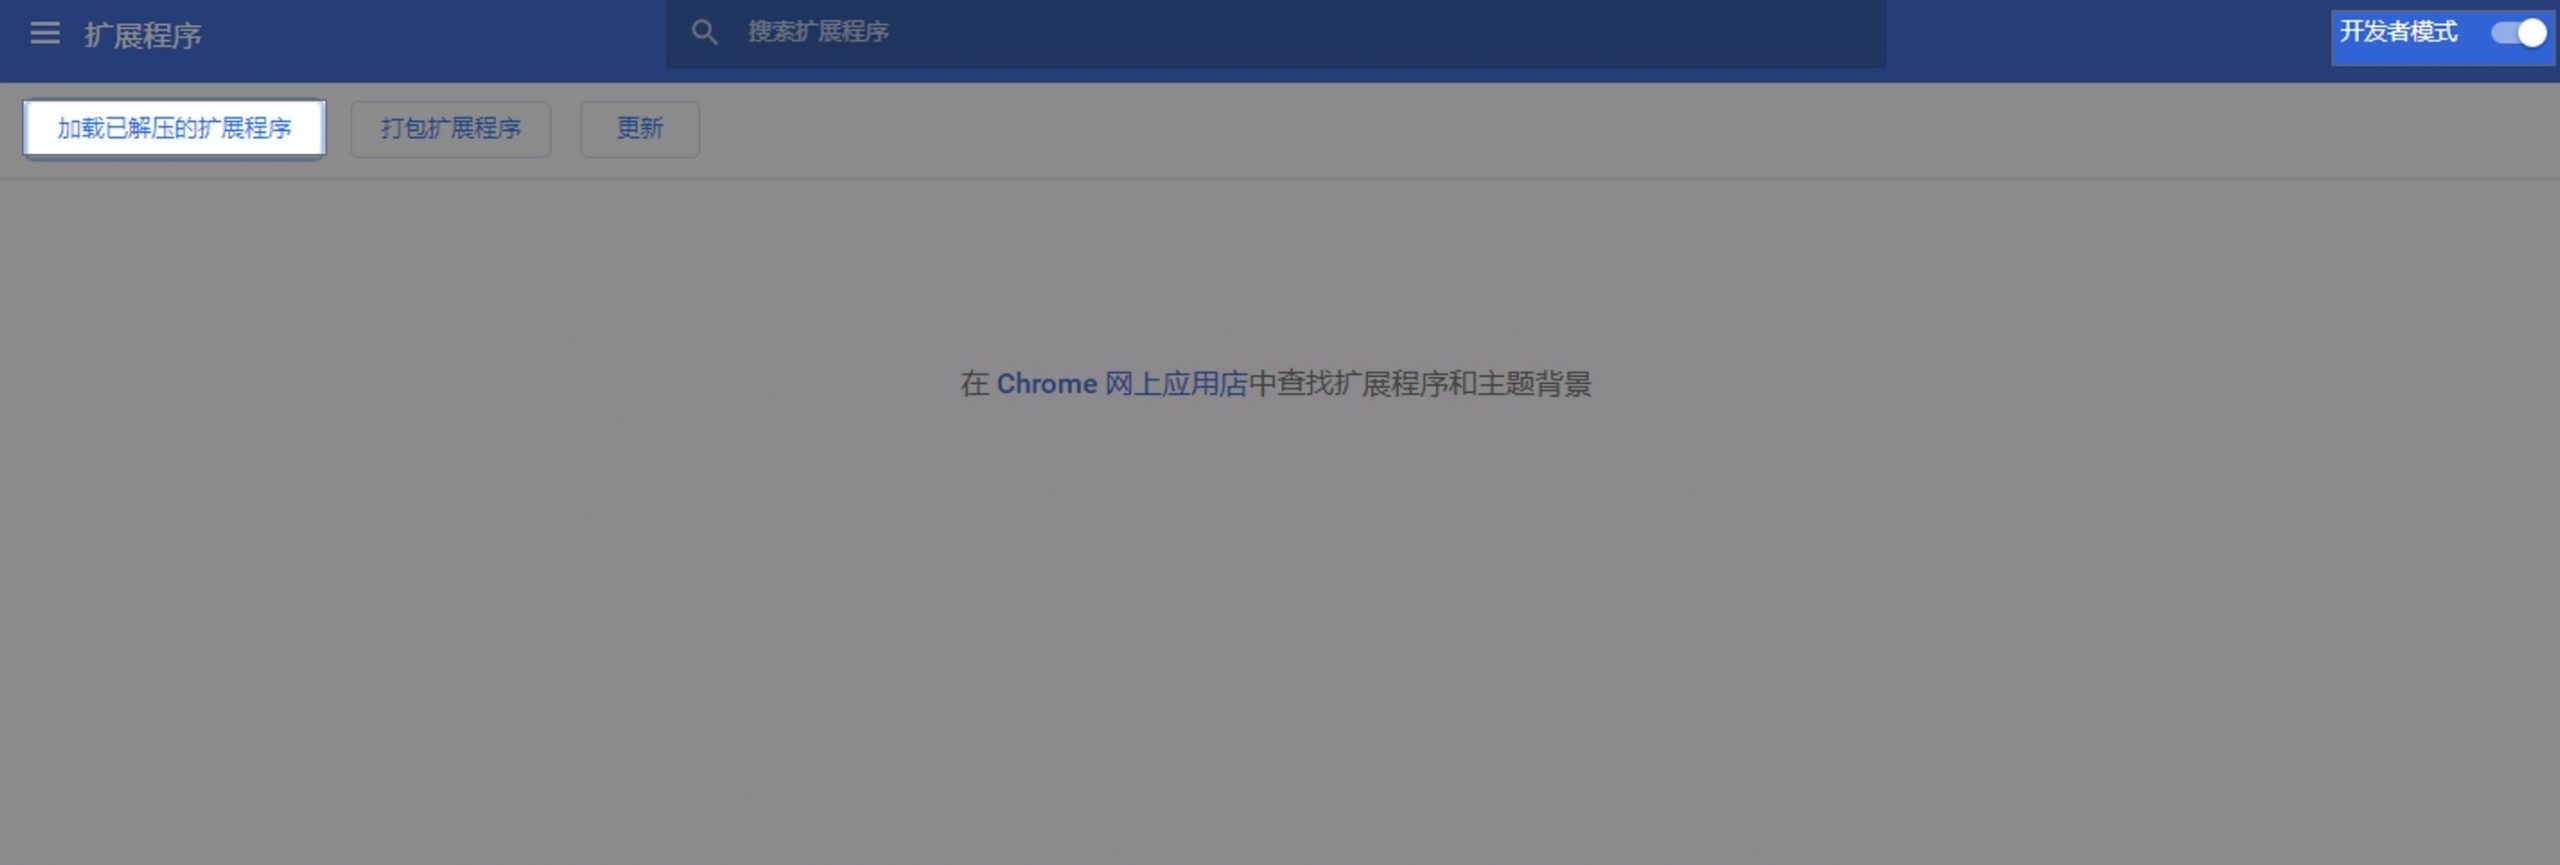 扩展程序
搜索扩展程序
开发者模式
加载已解压的扩展程序
打包扩展程序
更新
在 Chrome 网上应用店中查找扩展程序和主题背景